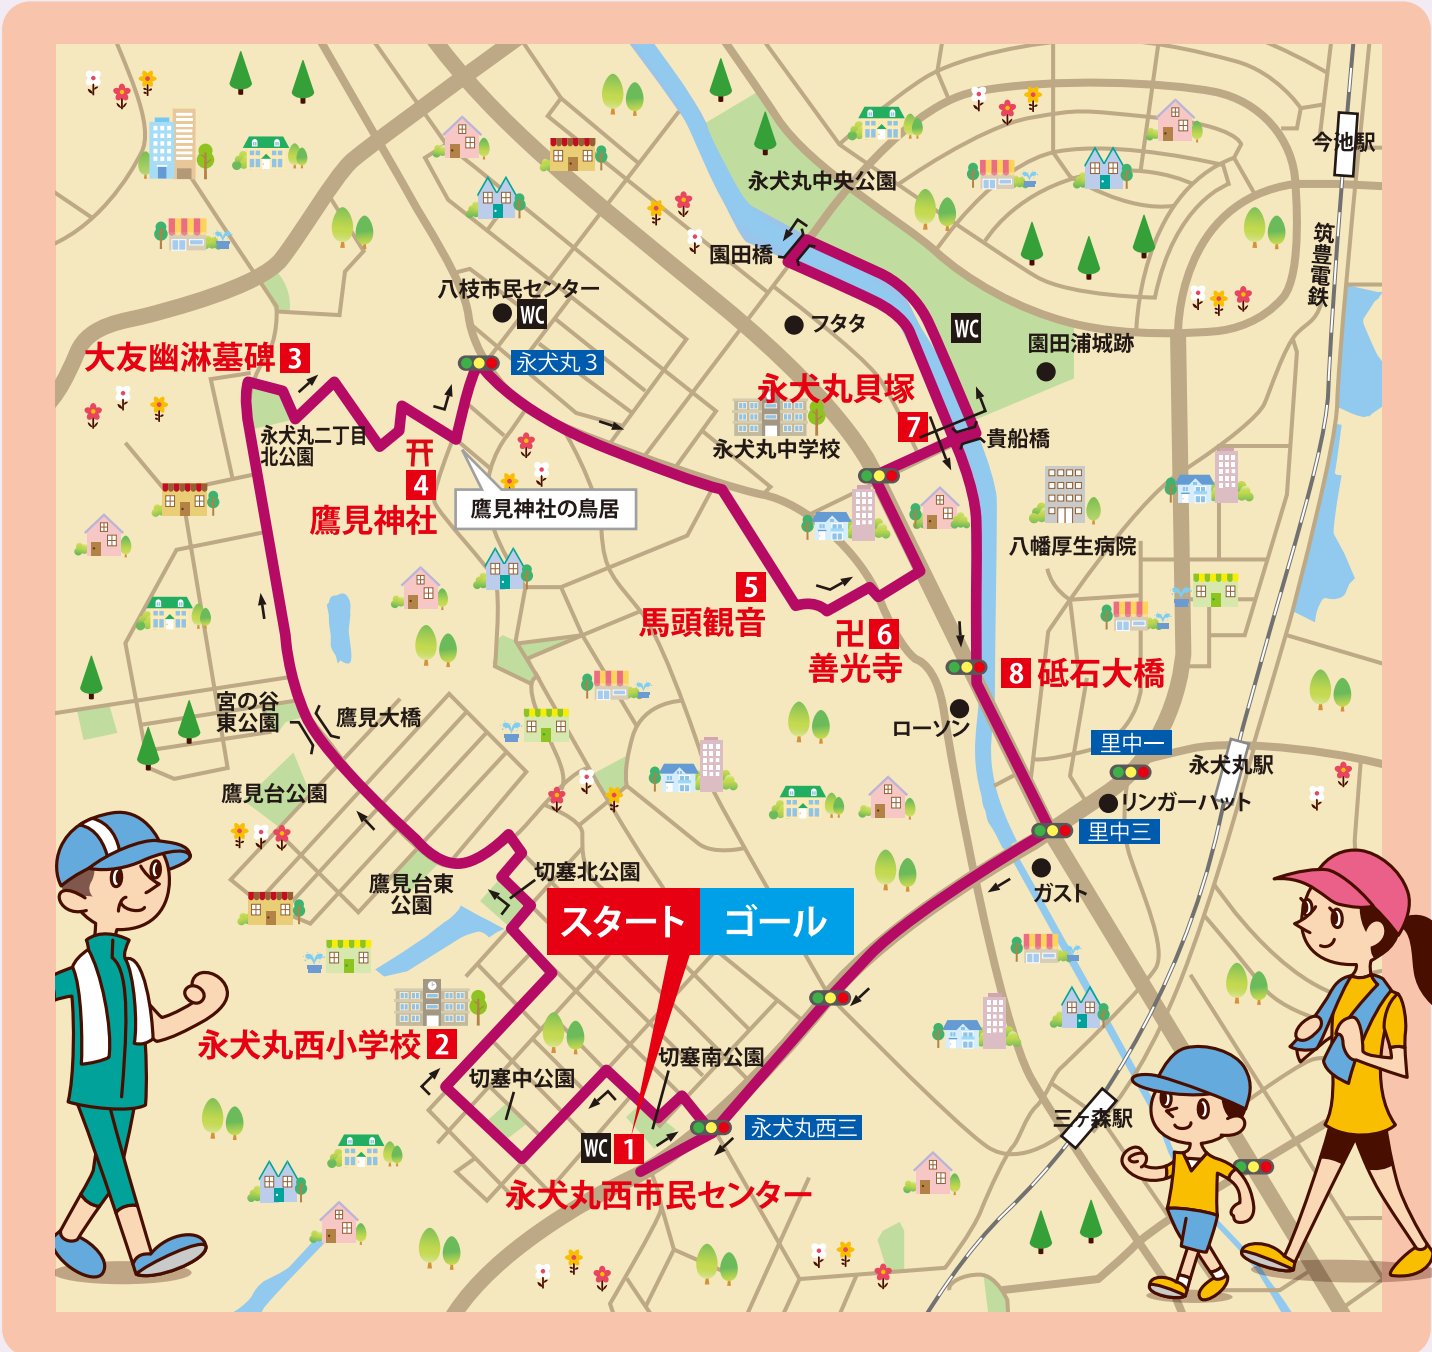 今池駅
永犬丸中央公園
筑豊電鉄
園田橋
八枝市民センター
WC
フタタ
WC
園田浦城跡
大友幽淋墓碑 3
永犬丸3
永犬丸貝塚
7
永犬丸二丁目
北公園
永犬丸中学校
貴船橋
4
鷹見神社
鷹見神社の鳥居
八幡厚生病院
5
馬頭観音
卍 6
善光寺
8 砥石大橋
宮の谷
東公園
鷹見大橋
ローソン
里中一
永犬丸駅
鷹見台公園
リンガーハット
里中三
鷹見台東
公園
切塞北公園
ガスト
スタート
ゴール
永犬丸西小学校 2
切塞中公園
切塞南公園
永犬丸西三
三ヶ森駅
WC
1
永犬丸西市民センター